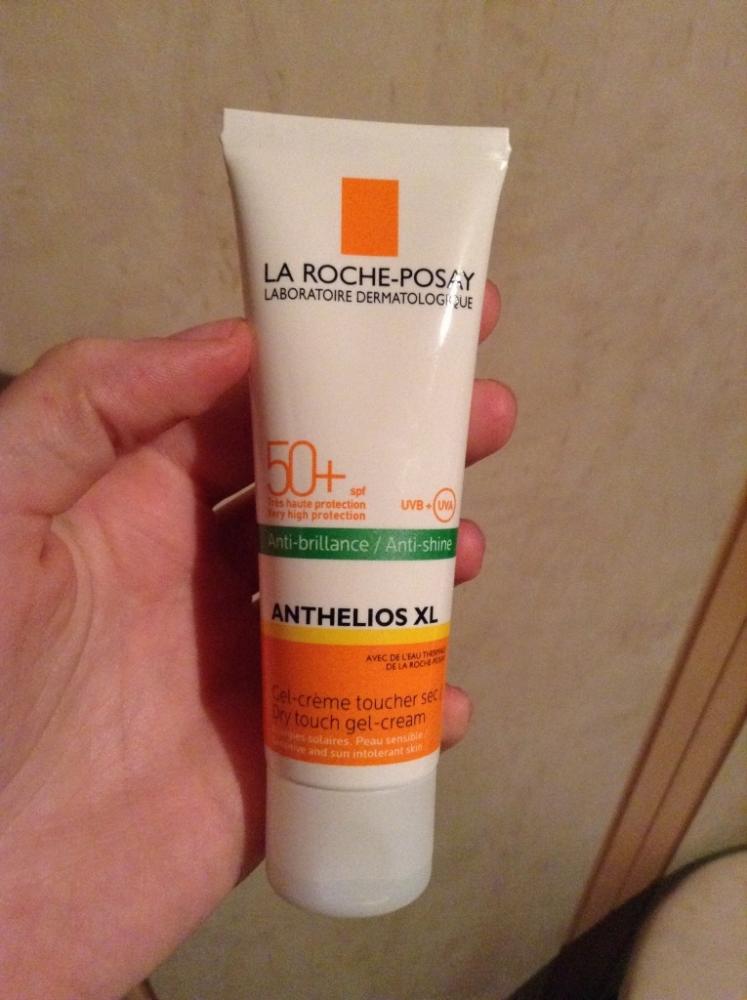 LA ROCHE-POSAY
LABORATOIRE DERMATOLOGIQUE
50+ spf
Très haute protection
Very high protection
UVB + UVA
Anti-brillance / Anti-shine
ANTHELIOS XL
AVEC DE L'EAU THERMALE
DE LA ROCHE-POSAY
Gel-crème toucher sec /
Dry touch gel-cream
solaires. Peau sensible
and sun intolerant skin